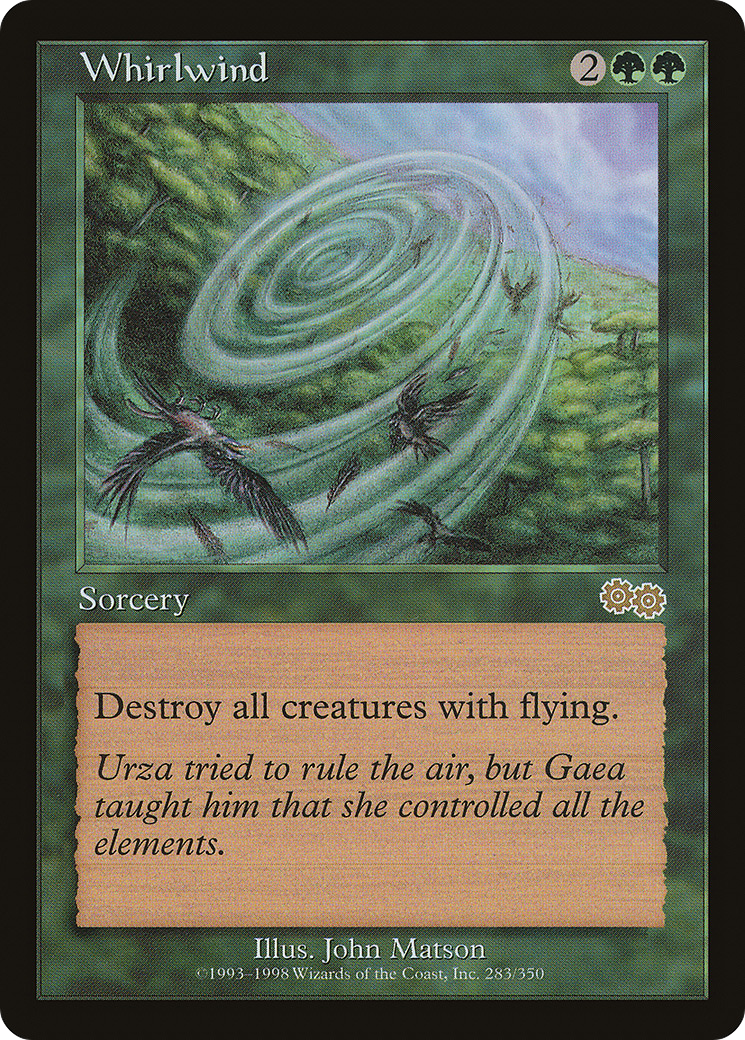 Whirlwind 2
Sorcery
Destroy all creatures with flying.
Urza tried to rule the air, but Gaea
taught him that she controlled all the
elements.
Illus. John Matson
©1993–1998 Wizards of the Coast, Inc. 283/350